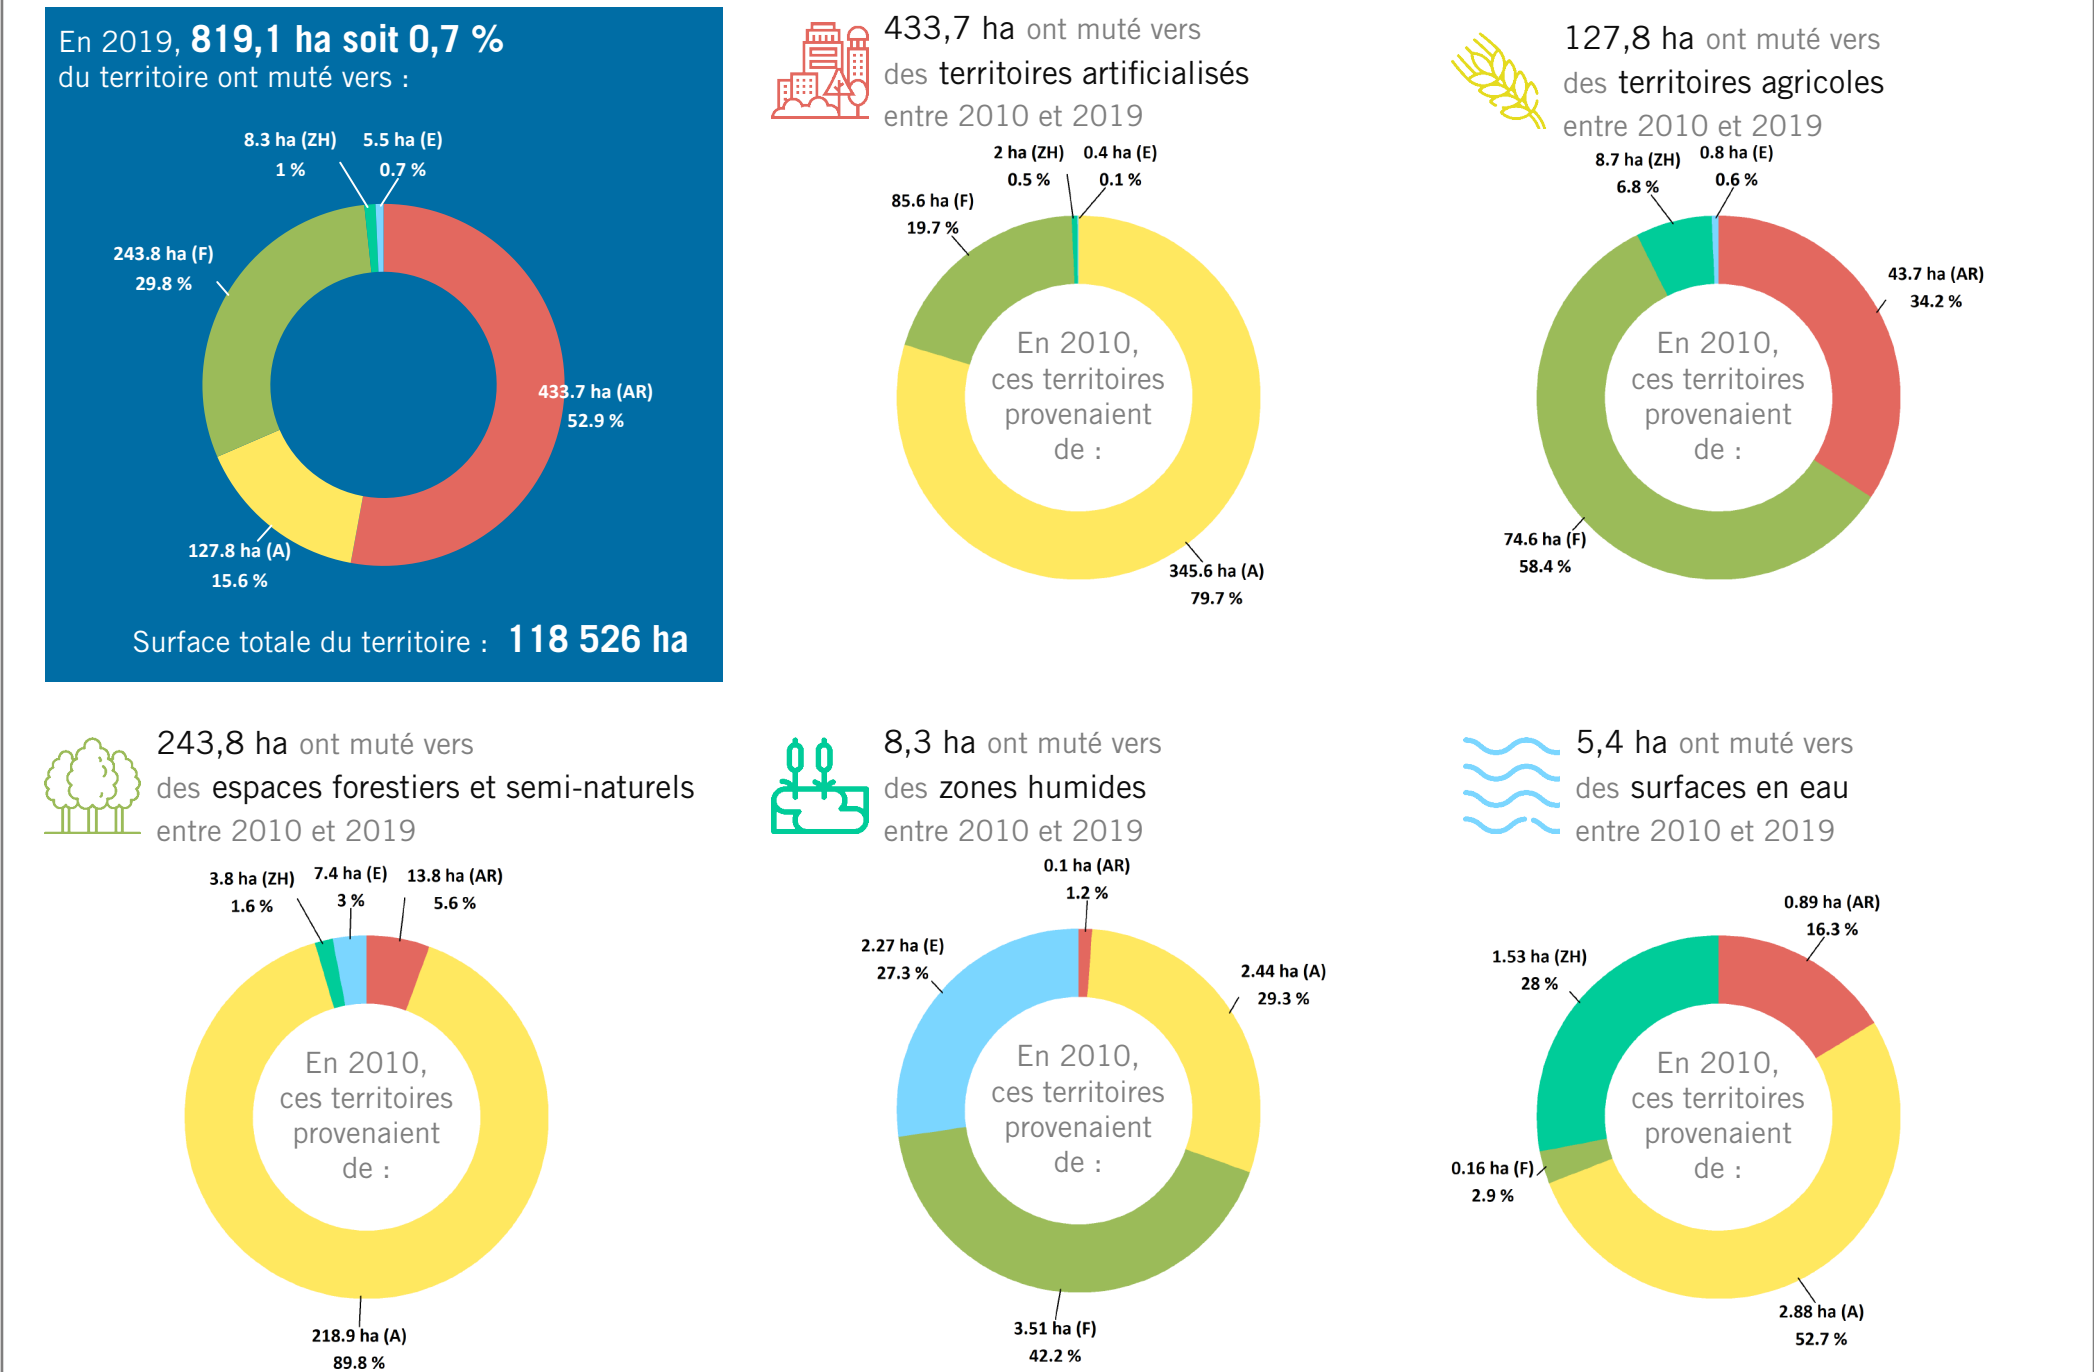 En 2019, 819,1 ha soit 0,7 %
du territoire ont muté vers :
8.3 ha (ZH)
1 %
5.5 ha (E)
0.7 %
243.8 ha (F)
29.8 %
433.7 ha (AR)
52.9 %
127.8 ha (A)
15.6 %
Surface totale du territoire : 118 526 ha
433,7 ha ont muté vers
des territoires artificialisés
entre 2010 et 2019
2 ha (ZH)
0.5 %
0.4 ha (E)
0.1 %
85.6 ha (F)
19.7 %
En 2010,
ces territoires
provenaient
de :
345.6 ha (A)
79.7 %
127,8 ha ont muté vers
des territoires agricoles
entre 2010 et 2019
8.7 ha (ZH)
6.8 %
0.8 ha (E)
0.6 %
43.7 ha (AR)
34.2 %
En 2010,
ces territoires
provenaient
de :
74.6 ha (F)
58.4 %
243,8 ha ont muté vers
des espaces forestiers et semi-naturels
entre 2010 et 2019
3.8 ha (ZH)
1.6 %
7.4 ha (E)
3 %
13.8 ha (AR)
5.6 %
En 2010,
ces territoires
provenaient
de :
218.9 ha (A)
89.8 %
8,3 ha ont muté vers
des zones humides
entre 2010 et 2019
0.1 ha (AR)
1.2 %
2.27 ha (E)
27.3 %
2.44 ha (A)
29.3 %
En 2010,
ces territoires
provenaient
de :
3.51 ha (F)
42.2 %
5,4 ha ont muté vers
des surfaces en eau
entre 2010 et 2019
0.89 ha (AR)
16.3 %
1.53 ha (ZH)
28 %
En 2010,
ces territoires
provenaient
de :
0.16 ha (F)
2.9 %
2.88 ha (A)
52.7 %